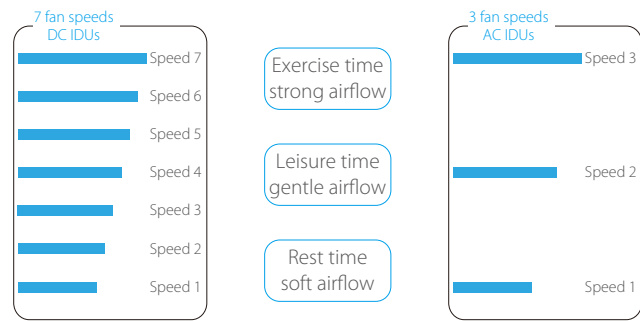 7 fan speeds
DC IDUs
Speed 7
Speed 6
Speed 5
Speed 4
Speed 3
Speed 2
Speed 1
Exercise time
strong airflow
Leisure time
gentle airflow
Rest time
soft airflow
3 fan speeds
AC IDUs
Speed 3
Speed 2
Speed 1